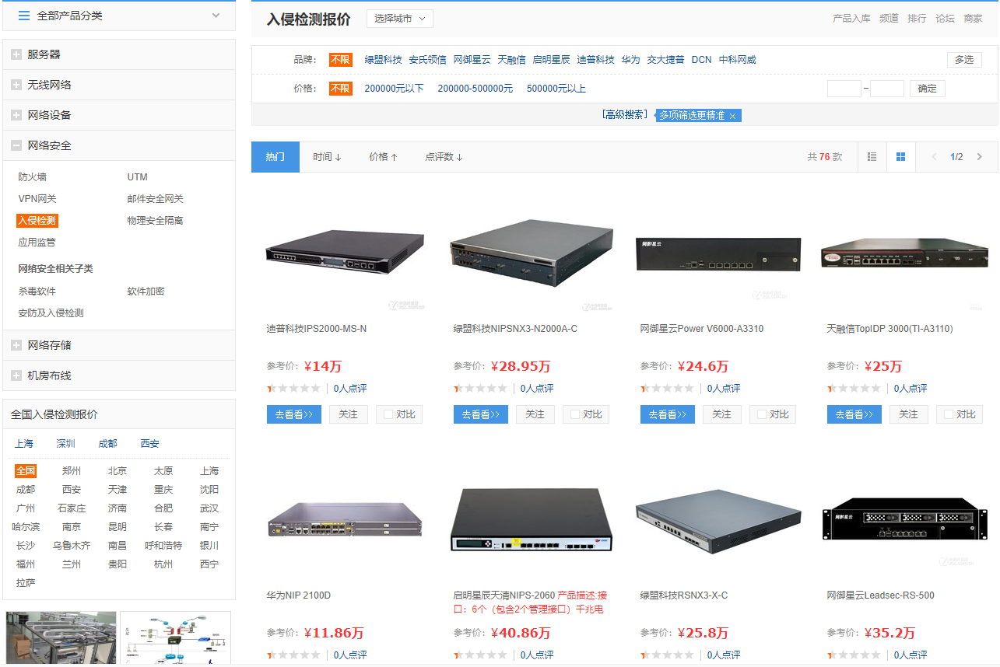 全部产品分类
服务器
无线网络
网络设备
网络安全
防火墙 UTM
VPN网关 邮件安全网关
入侵检测 物理安全隔离
应用监管
网络安全相关子类
杀毒软件 软件加密
安防及入侵检测
网络存储
机房布线
全国入侵检测报价
上海 深圳 成都 西安
全国 郑州 北京 太原 上海
成都 西安 天津 重庆 沈阳
广州 石家庄 济南 合肥 武汉
哈尔滨 南京 昆明 长春 南宁
长沙 乌鲁木齐 南昌 呼和浩特 银川
福州 兰州 贵阳 杭州 西宁
拉萨
入侵检测报价 选择城市 产品入库 频道 排行 论坛 商家
品牌: 不限 绿盟科技 安氏领信 网御星云 天融信 启明星辰 迪普科技 华为 交大捷普 DCN 中科网威 多选
价格: 不限 200000元以下 200000-500000元 500000元以上 – 确定
[高级搜索] 多项筛选更精准 ×
热门 时间↓ 价格↑ 点评数↓ 共 76 款 < 1/2 >
网御星云
迪普科技IPS2000-MS-N 绿盟科技NIPSNX3-N2000A-C 网御星云Power V6000-A3310 天融信TopIDP 3000(TI-A3110)
参考价: ¥14万 参考价: ¥28.95万 参考价: ¥24.6万 参考价: ¥25万
0人点评 0人点评 0人点评 0人点评
去看看>> 关注 对比 去看看>> 关注 对比 去看看>> 关注 对比 去看看>> 关注 对比
网御星云
华为NIP 2100D 启明星辰天清NIPS-2060 产品描述:接 绿盟科技RSNX3-X-C 网御星云Leadsec-RS-500
口：6个（包含2个管理接口）千兆电
参考价: ¥11.86万 参考价: ¥40.86万 参考价: ¥25.8万 参考价: ¥35.2万
0人点评 0人点评 0人点评 0人点评